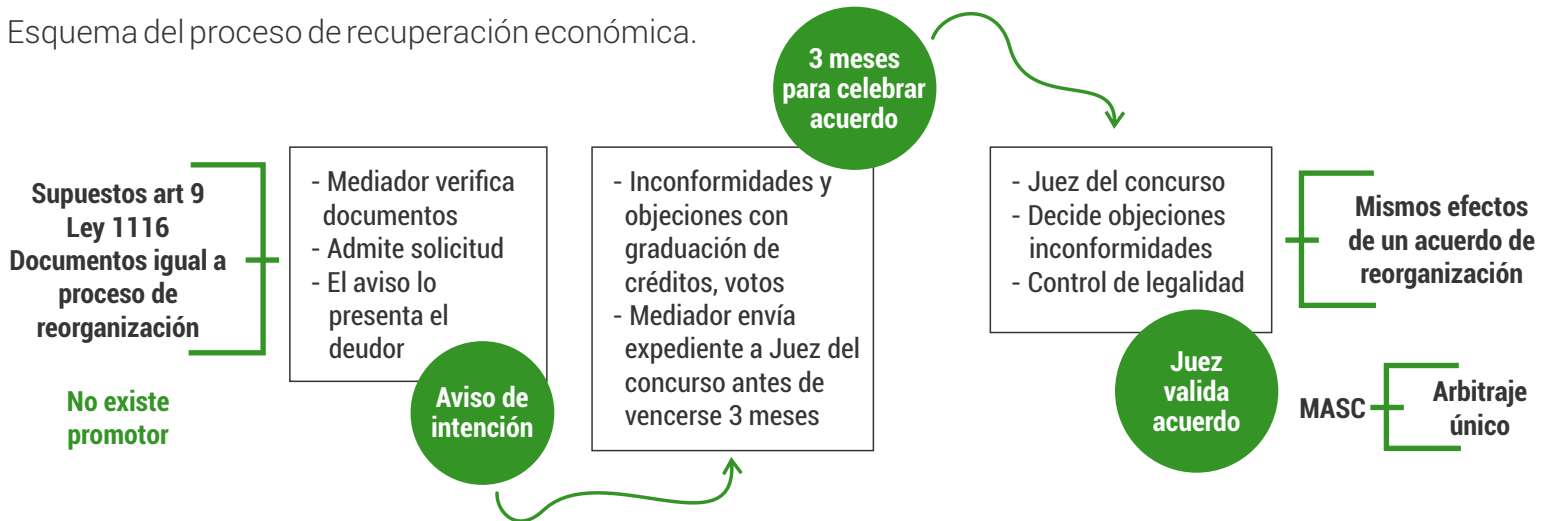 Esquema del proceso de recuperación económica.
Supuestos art 9
Ley 1116
Documentos igual a
proceso de
reorganización
No existe
promotor
- Mediador verifica
documentos
- Admite solicitud
- El aviso lo
presenta el
deudor
Aviso de
intención
- Inconformidades y
objeciones con
graduación de
créditos, votos
- Mediador envía
expediente a Juez del
concurso antes de
vencerse 3 meses
3 meses
para celebrar
acuerdo
- Juez del concurso
- Decide objeciones
inconformidades
- Control de legalidad
Juez
valida
acuerdo
Mismos efectos
de un acuerdo de
reorganización
MASC
Arbitraje
único